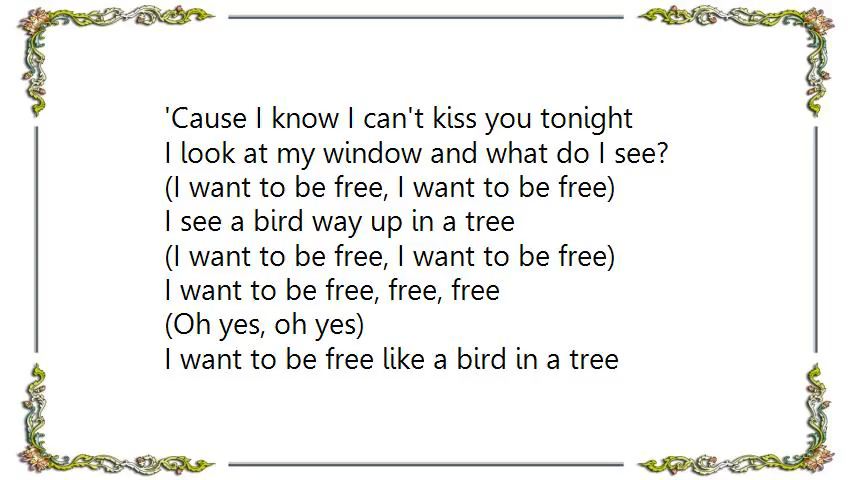 'Cause I know I can't kiss you tonight
I look at my window and what do I see?
(I want to be free, I want to be free)
I see a bird way up in a tree
(I want to be free, I want to be free)
I want to be free, free, free
(Oh yes, oh yes)
I want to be free like a bird in a tree